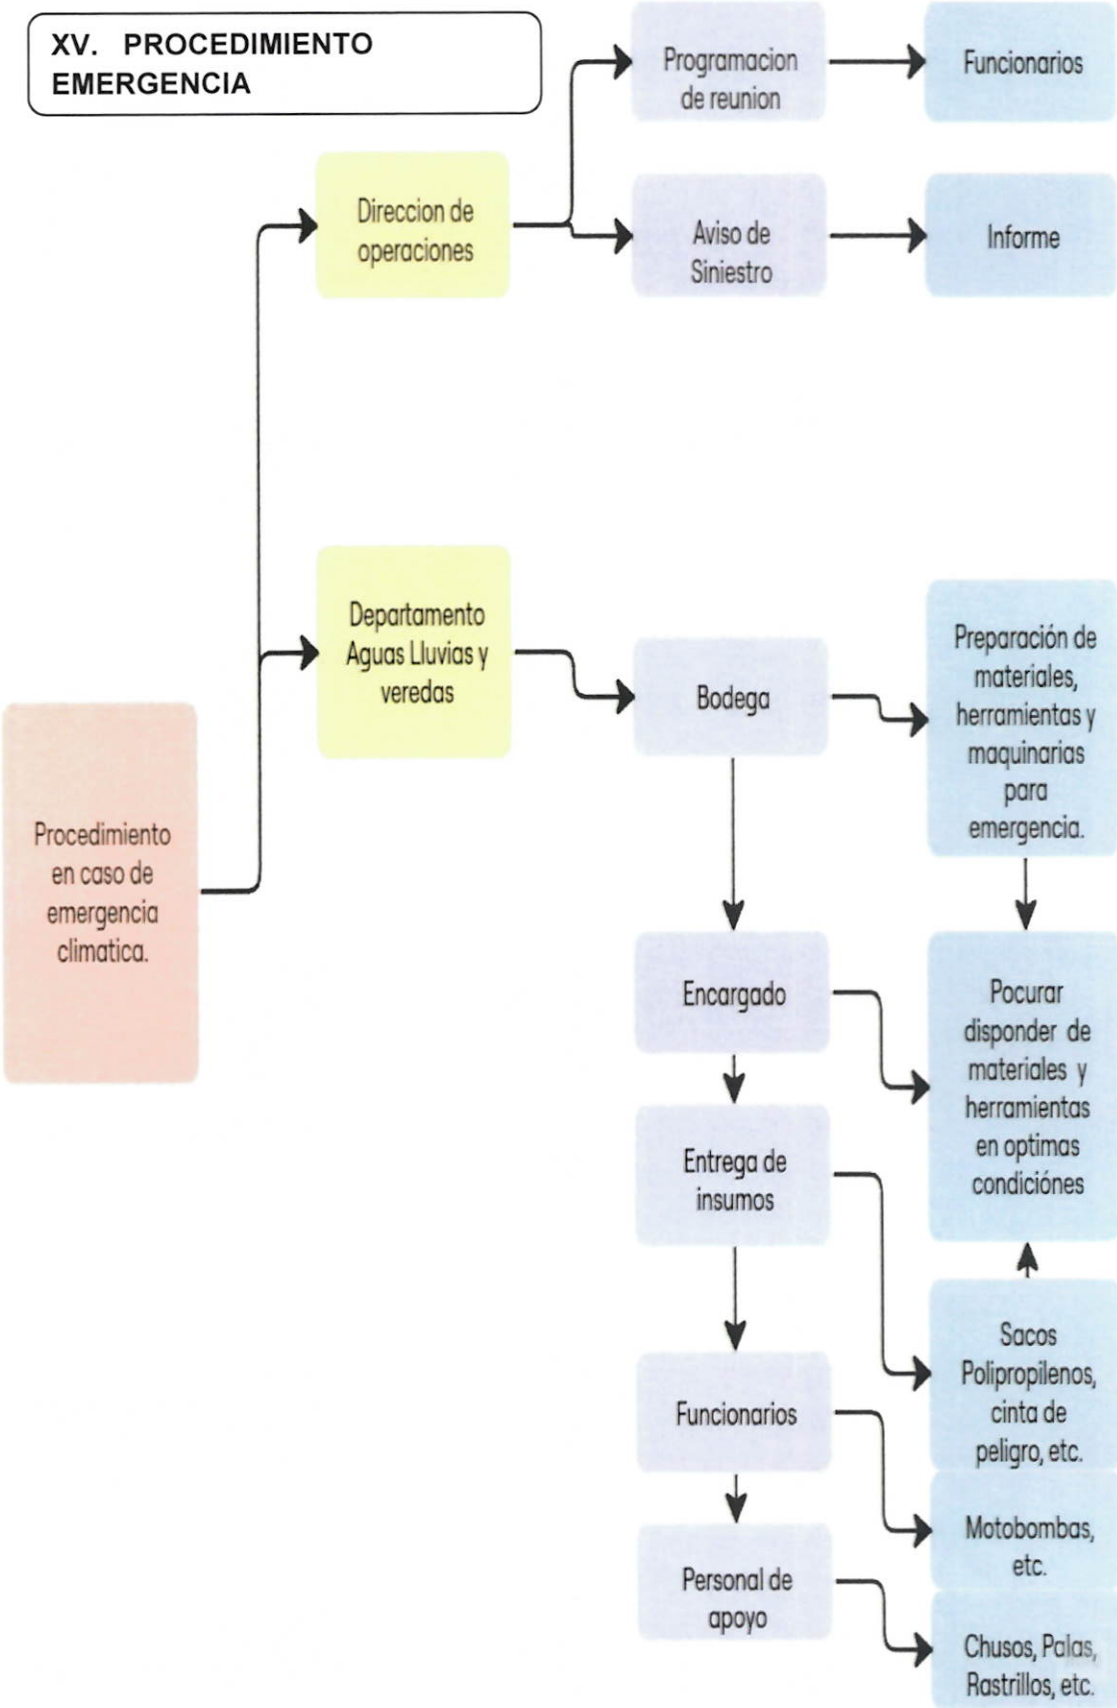 XV. PROCEDIMIENTO
EMERGENCIA
Programacion
de reunion
Funcionarios
Direccion de
operaciones
Aviso de
Siniestro
Informe
Departamento
Aguas Lluvias y
veredas
Bodega
Preparación de
materiales,
herramientas y
maquinarias
para
emergencia.
Procedimiento
en caso de
emergencia
climatica.
Encargado
Pocurar
disponder de
materiales y
herramientas
en optimas
condiciónes
Entrega de
insumos
Sacos
Polipropilenos,
cinta de
peligro, etc.
Funcionarios
Motobombas,
etc.
Personal de
apoyo
Chusos, Palas,
Rastrillos, etc.